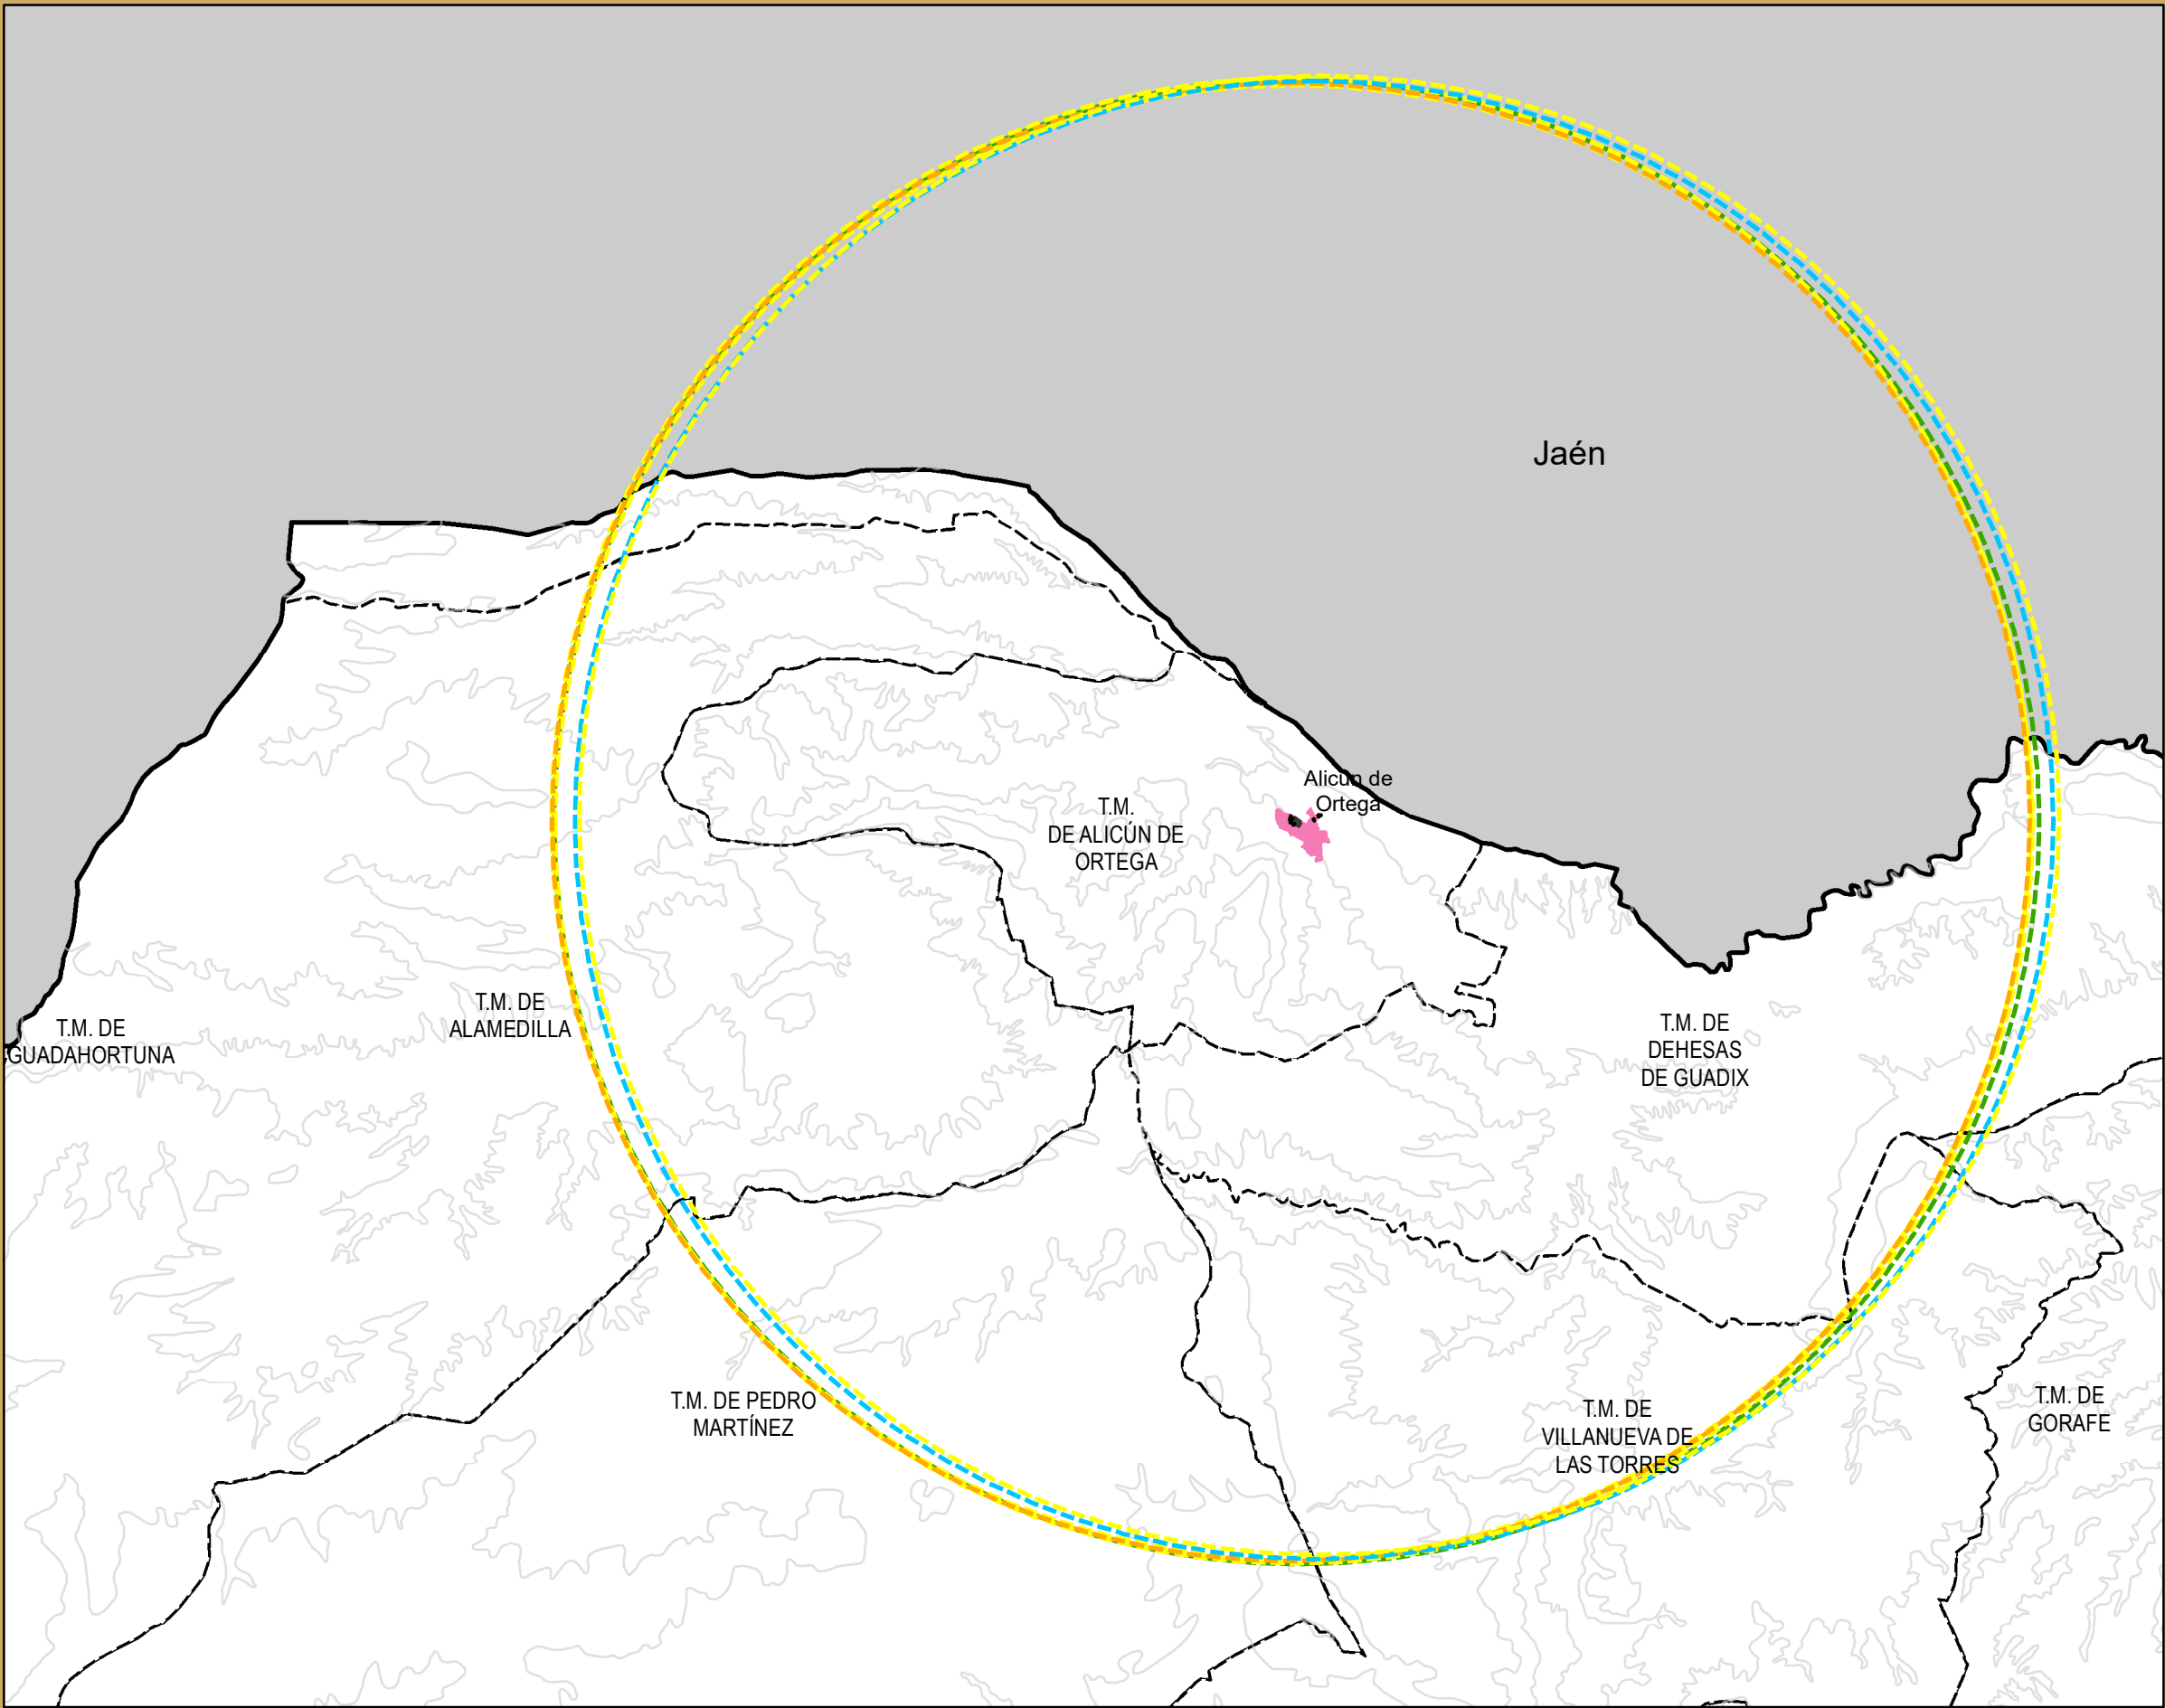 Jaén
Alicún de
Ortega
T.M.
DE ALICÚN DE
ORTEGA
T.M. DE
ALAMEDILLA
T.M. DE
GUADAHORTUNA
T.M. DE
DEHESAS
DE GUADIX
T.M. DE PEDRO
MARTÍNEZ
T.M. DE
VILLANUEVA DE
LAS TORRES
T.M. DE
GORAFE